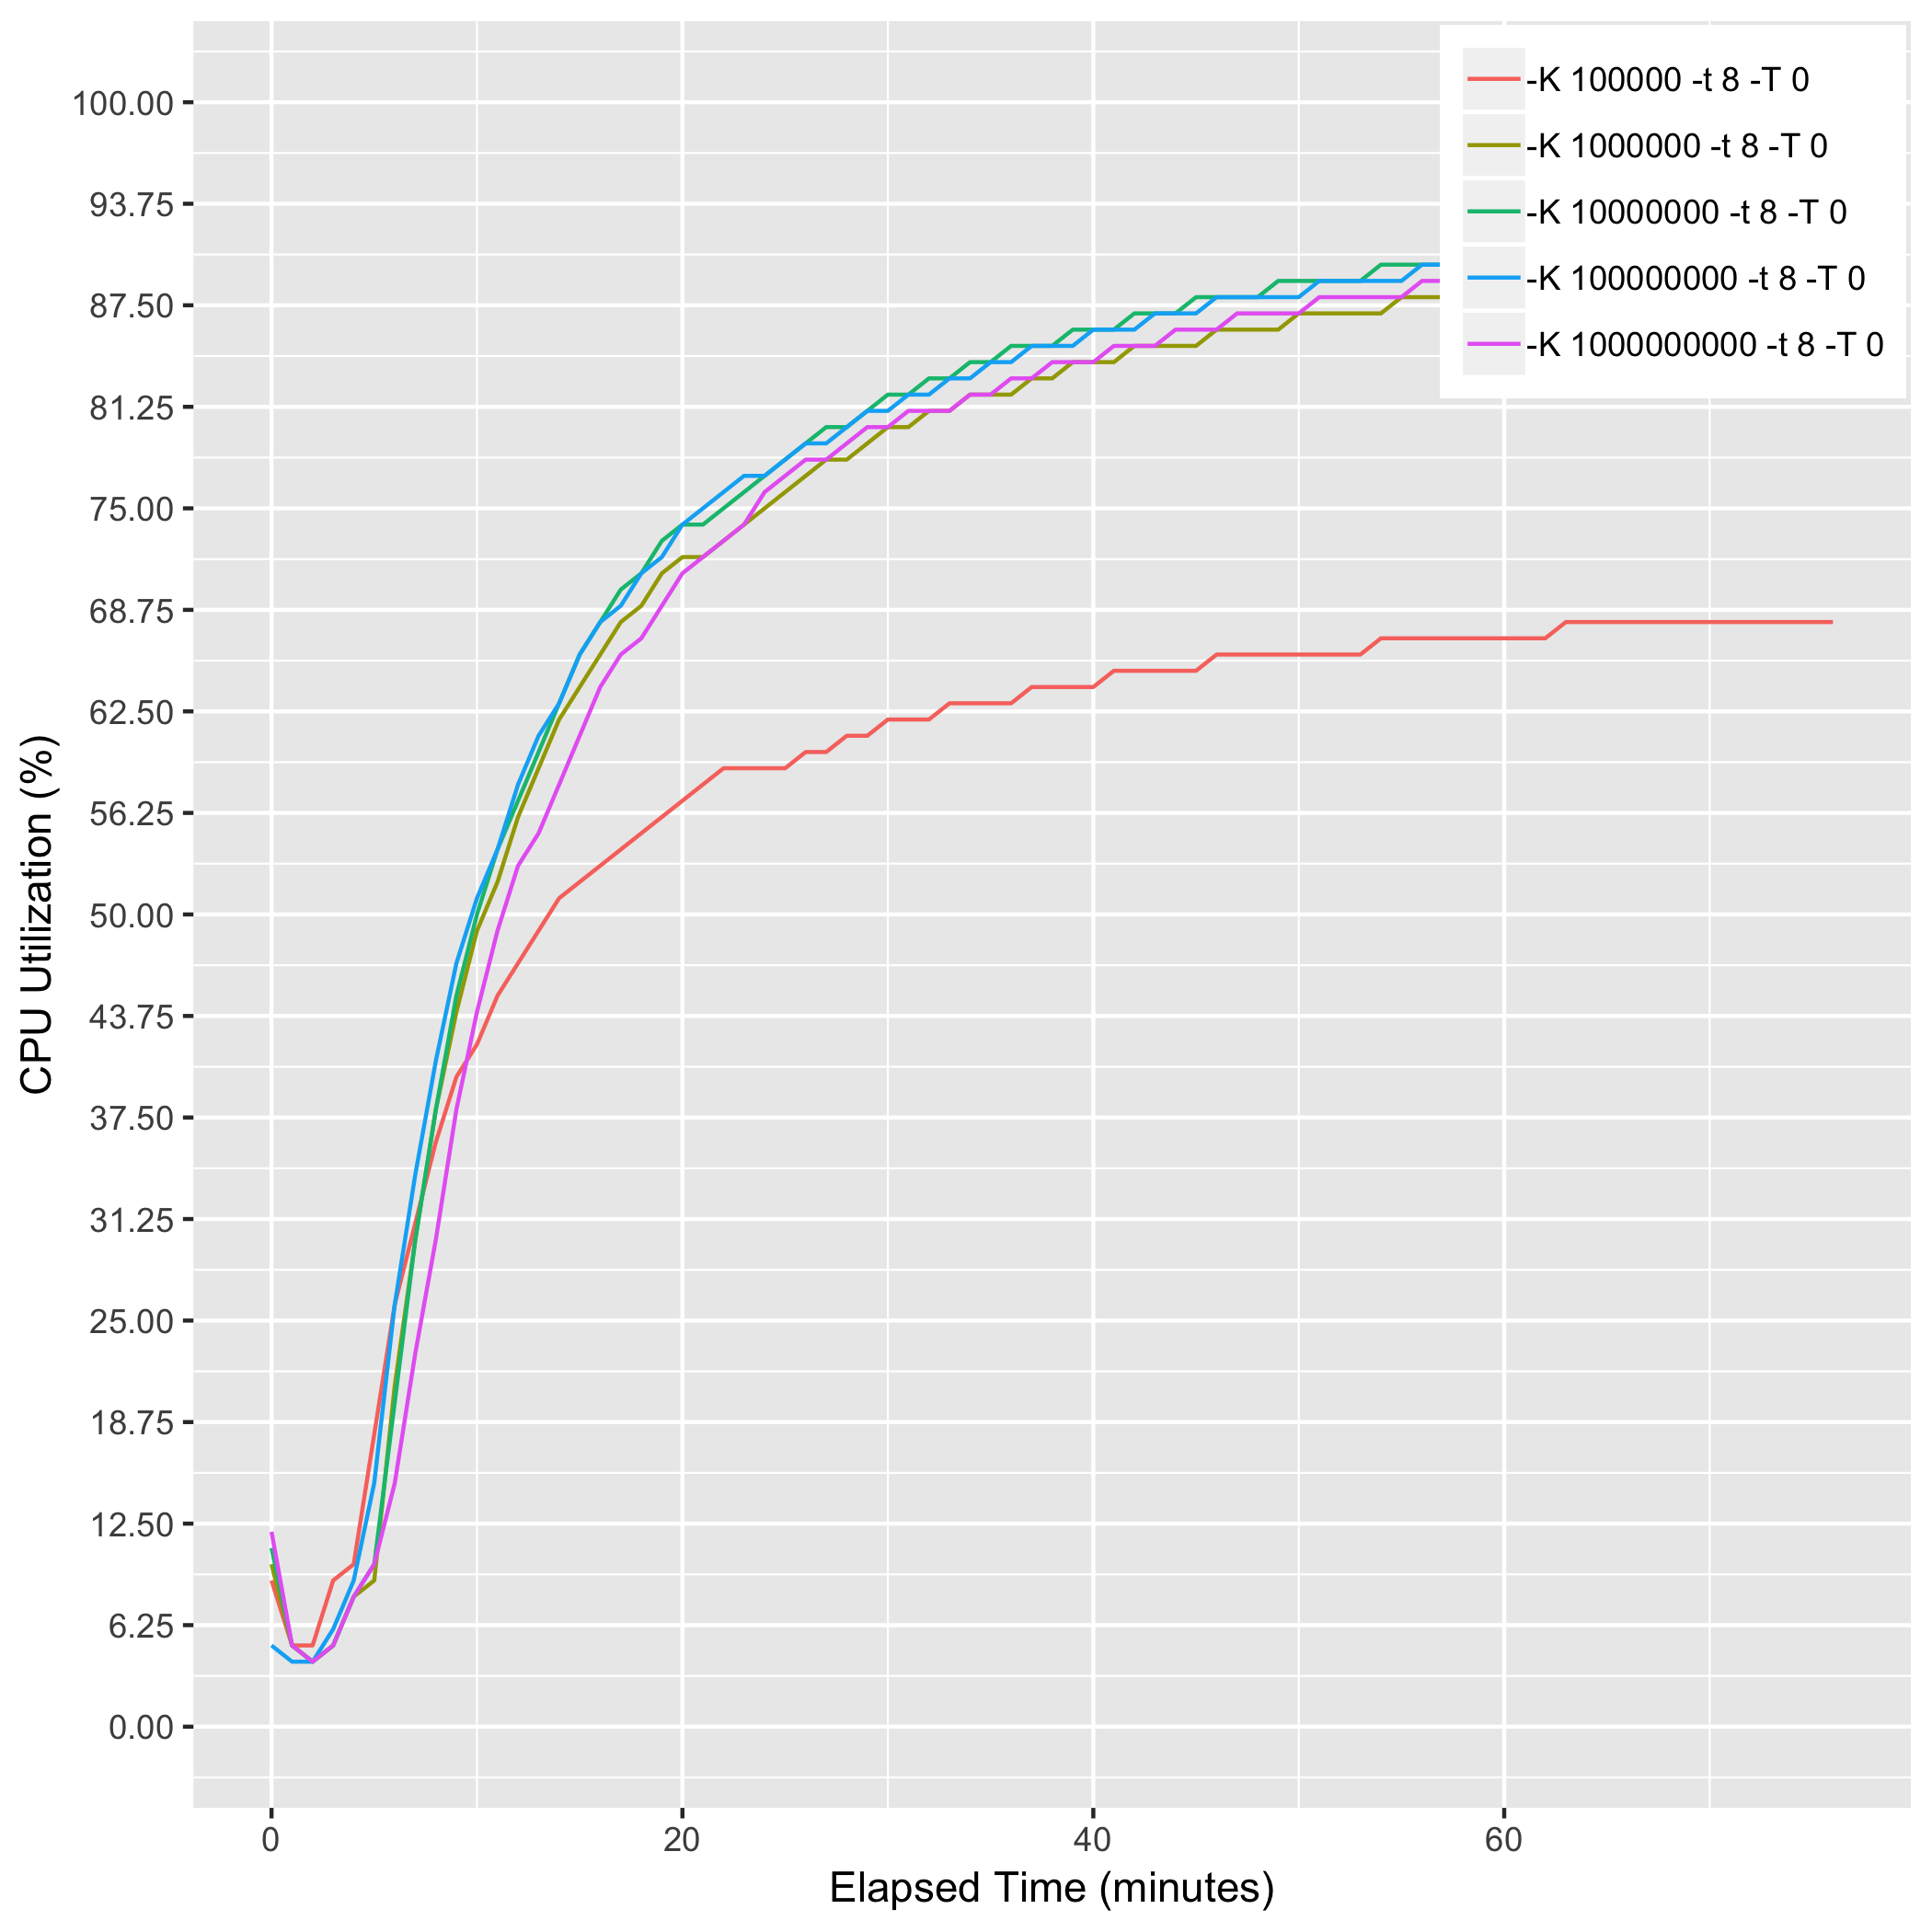 -K 100000 -t 8 -T 0
-K 1000000 -t 8 -T 0
-K 10000000 -t 8 -T 0
-K 100000000 -t 8 -T 0
-K 1000000000 -t 8 -T 0
100.00
93.75
87.50
81.25
75.00
68.75
62.50
56.25
50.00
43.75
37.50
31.25
25.00
18.75
12.50
6.25
0.00
CPU Utilization (%)
0 20 40 60
Elapsed Time (minutes)